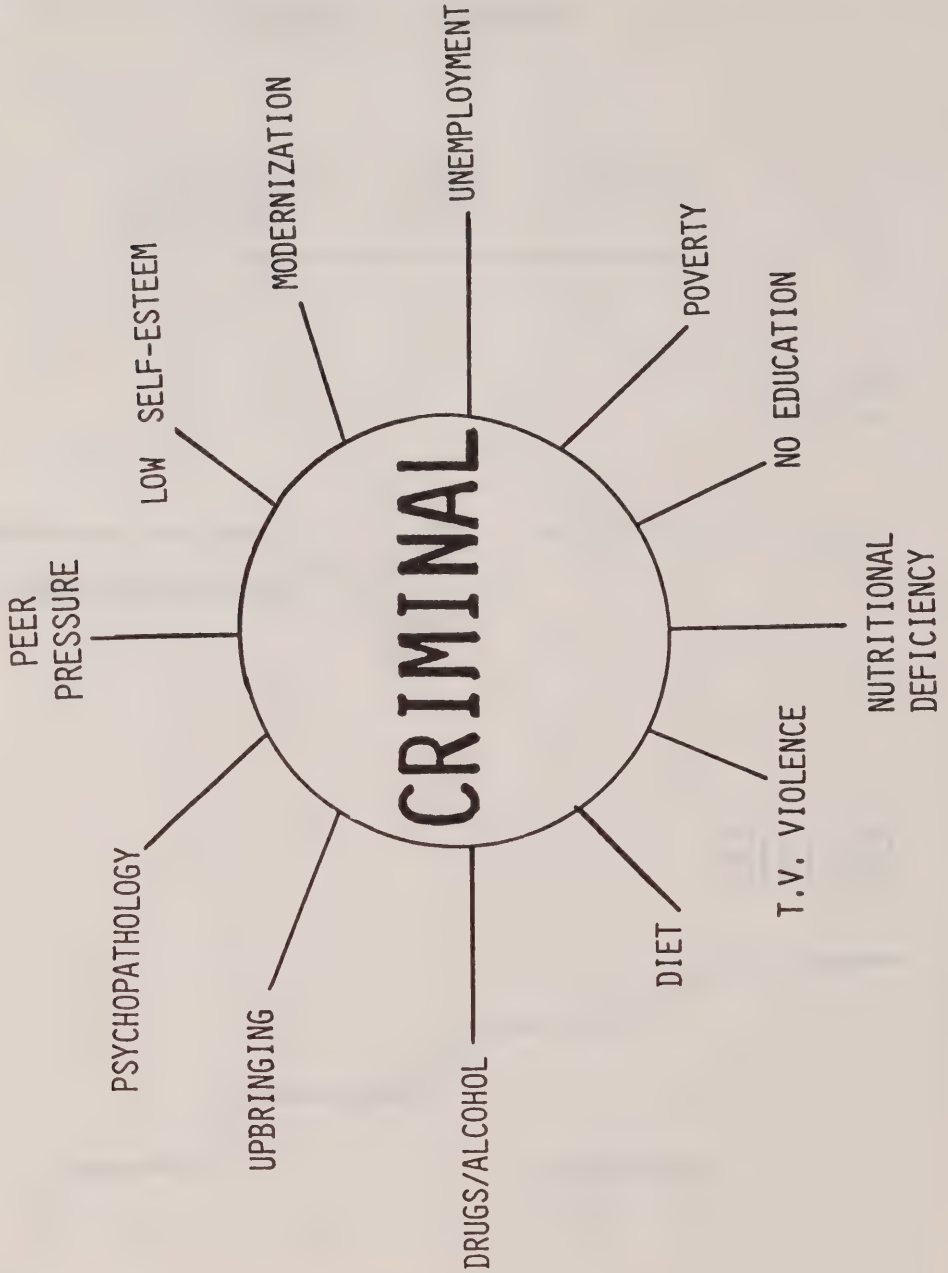 PEER
PRESSURE
LOW SELF-ESTEEM
MODERNIZATION
UNEMPLOYMENT
POVERTY
NO EDUCATION
NUTRITIONAL
DEFICIENCY
T.V. VIOLENCE
DIET
DRUGS/ALCOHOL
UPBRINGING
PSYCHOPATHOLOGY
CRIMINAL